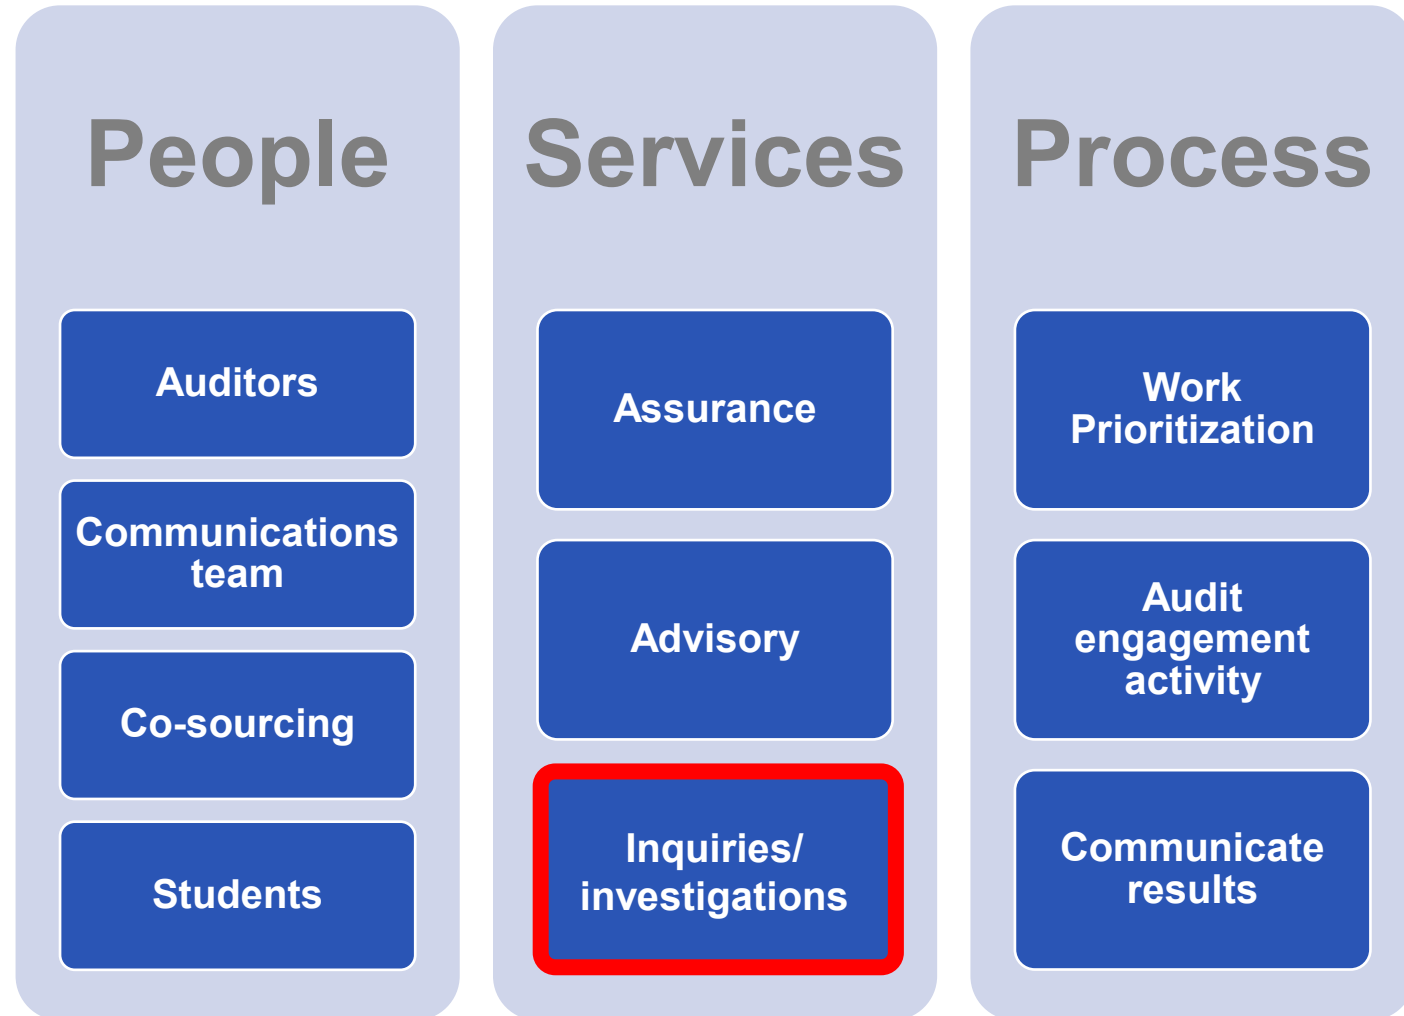 People
Auditors
Communications
team
Co-sourcing
Students
Services
Assurance
Advisory
Inquiries/
investigations
Process
Work
Prioritization
Audit
engagement
activity
Communicate
results